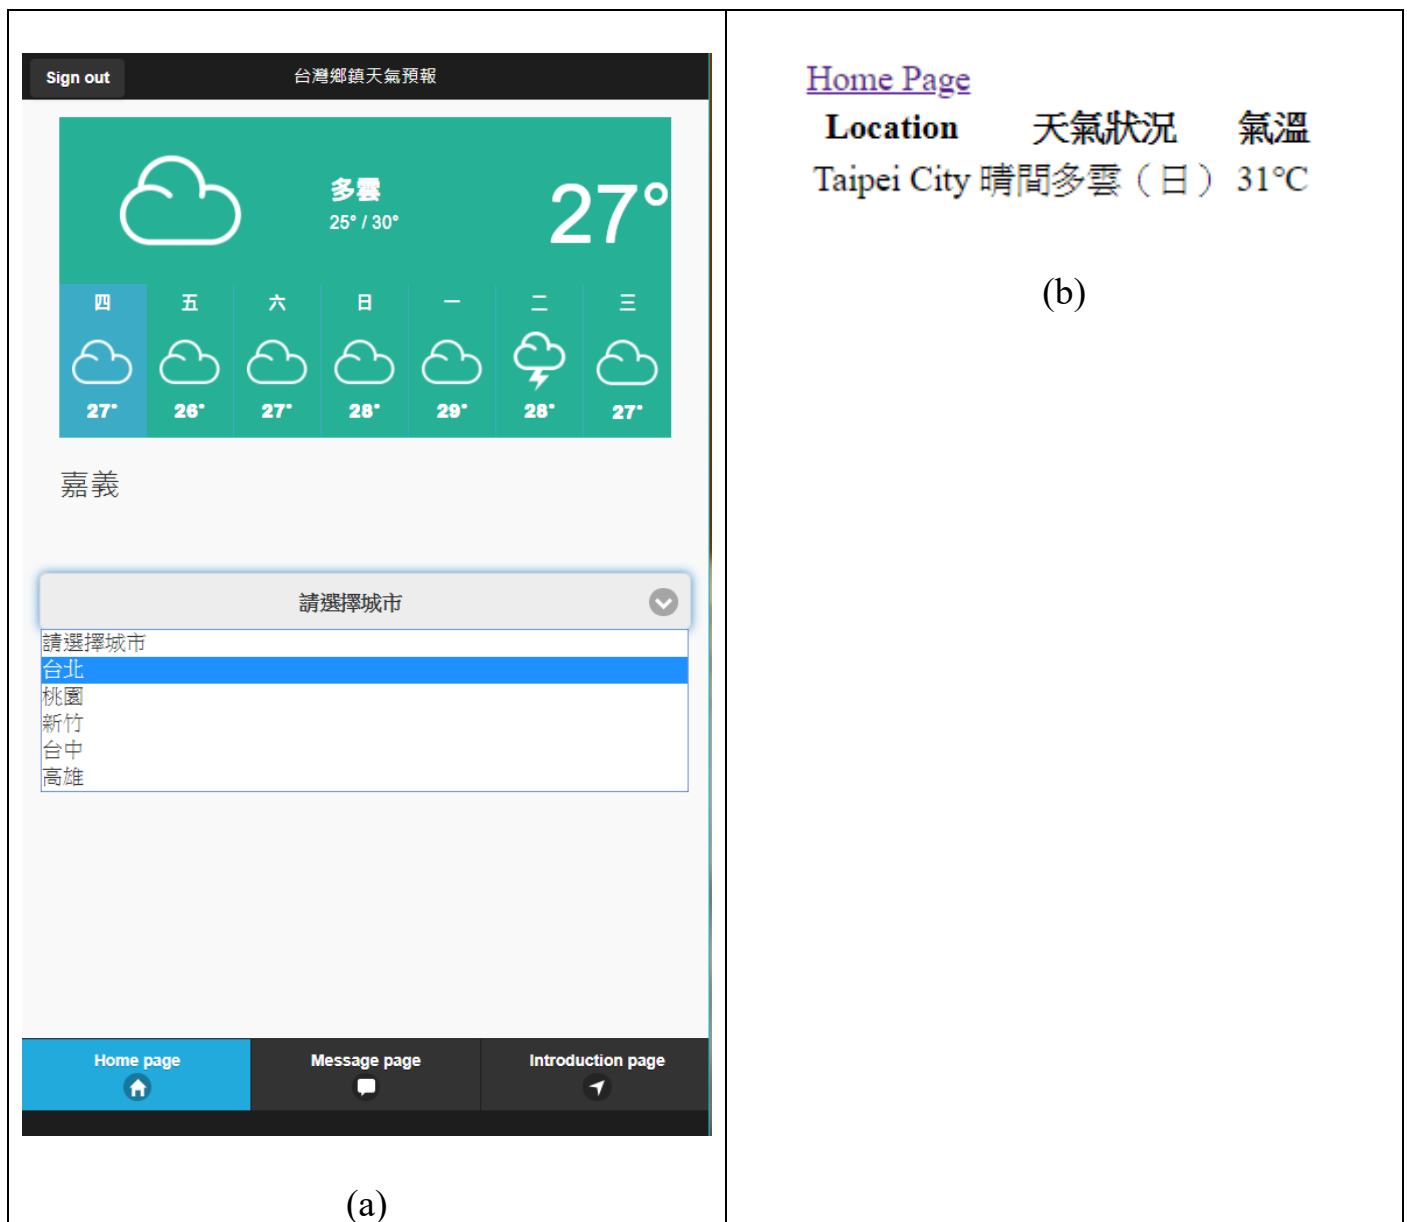 Sign out
台灣鄉鎮天氣預報
多雲
25° / 30°
27°
四 五 六 日 一 二 三
27° 26° 27° 28° 29° 28° 27°
嘉義
請選擇城市
請選擇城市
台北
桃園
新竹
台中
高雄
Home page
Message page
Introduction page
(a)
Home Page
Location 天氣狀況 氣溫
Taipei City 晴間多雲（日） 31°C
(b)